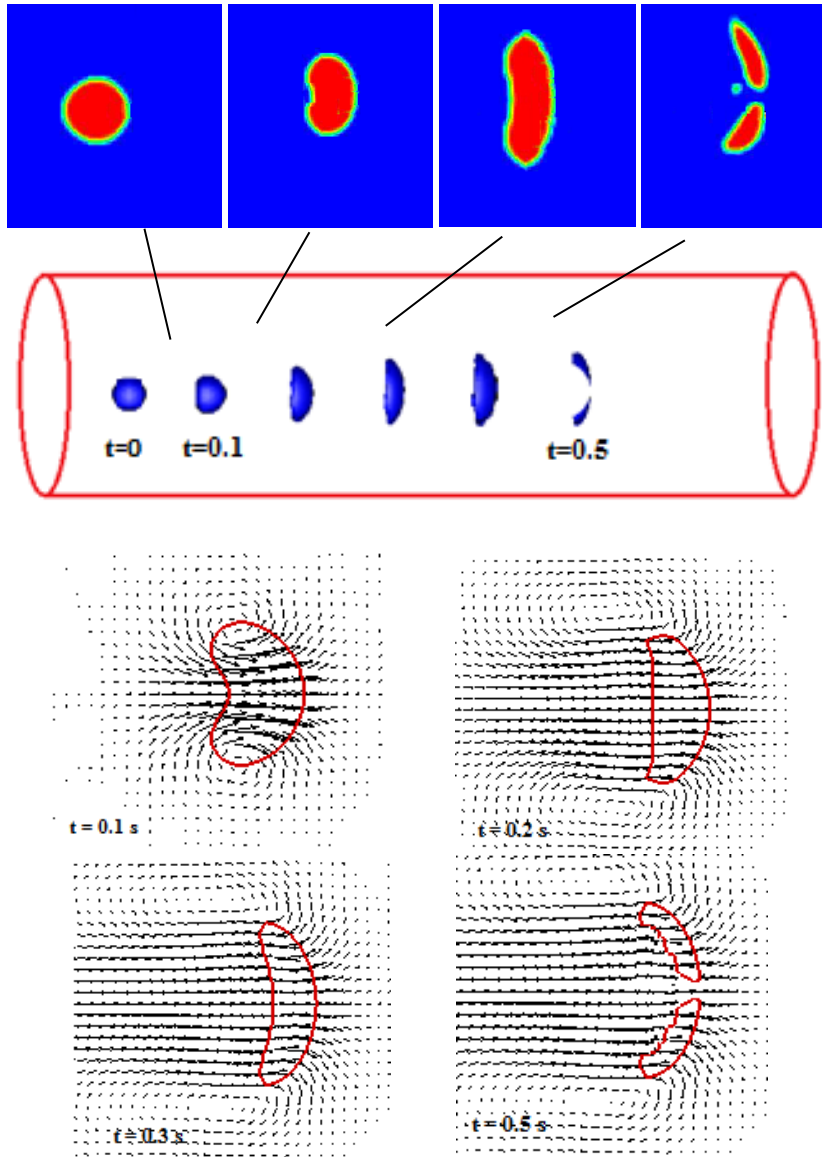 t=0
t=0.1
t=0.5
t = 0.1 s
t = 0.2 s
t = 0.3 s
t = 0.5 s